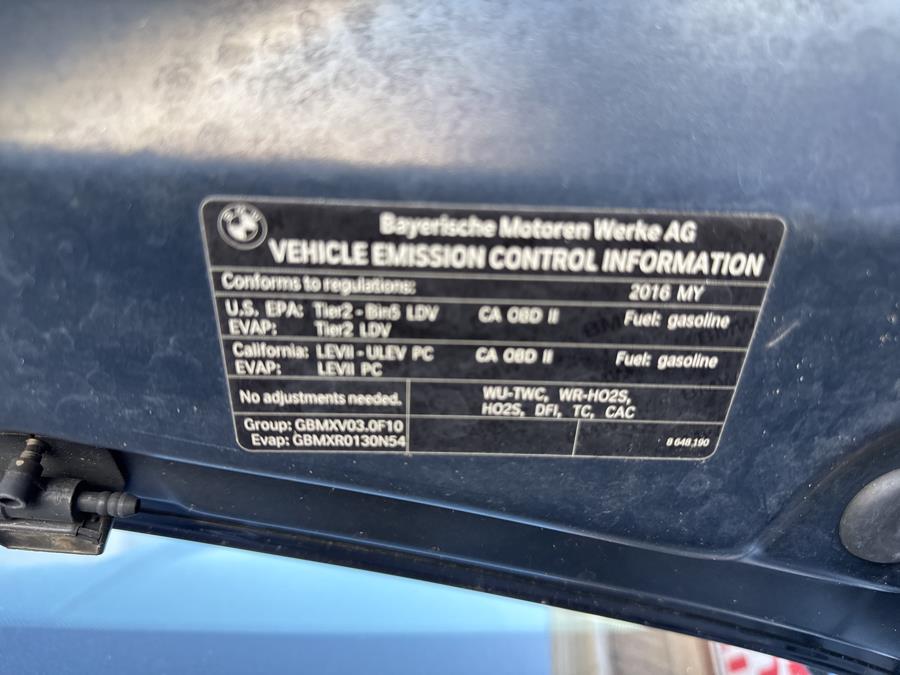 Bayerische Motoren Werke AG
VEHICLE EMISSION CONTROL INFORMATION
Conforms to regulations: 2016 MY
U.S. EPA: Tier2 - Bin5 LDV CA OBD II Fuel: gasoline
EVAP: Tier2 LDV
California: LEVII - ULEV PC CA OBD II Fuel: gasoline
EVAP: LEVII PC
No adjustments needed. WU-TWC, WR-HO2S,
HO2S, DFI, TC, CAC
Group: GBMXV03.0F10
Evap: GBMXR0130N54 8 648 190